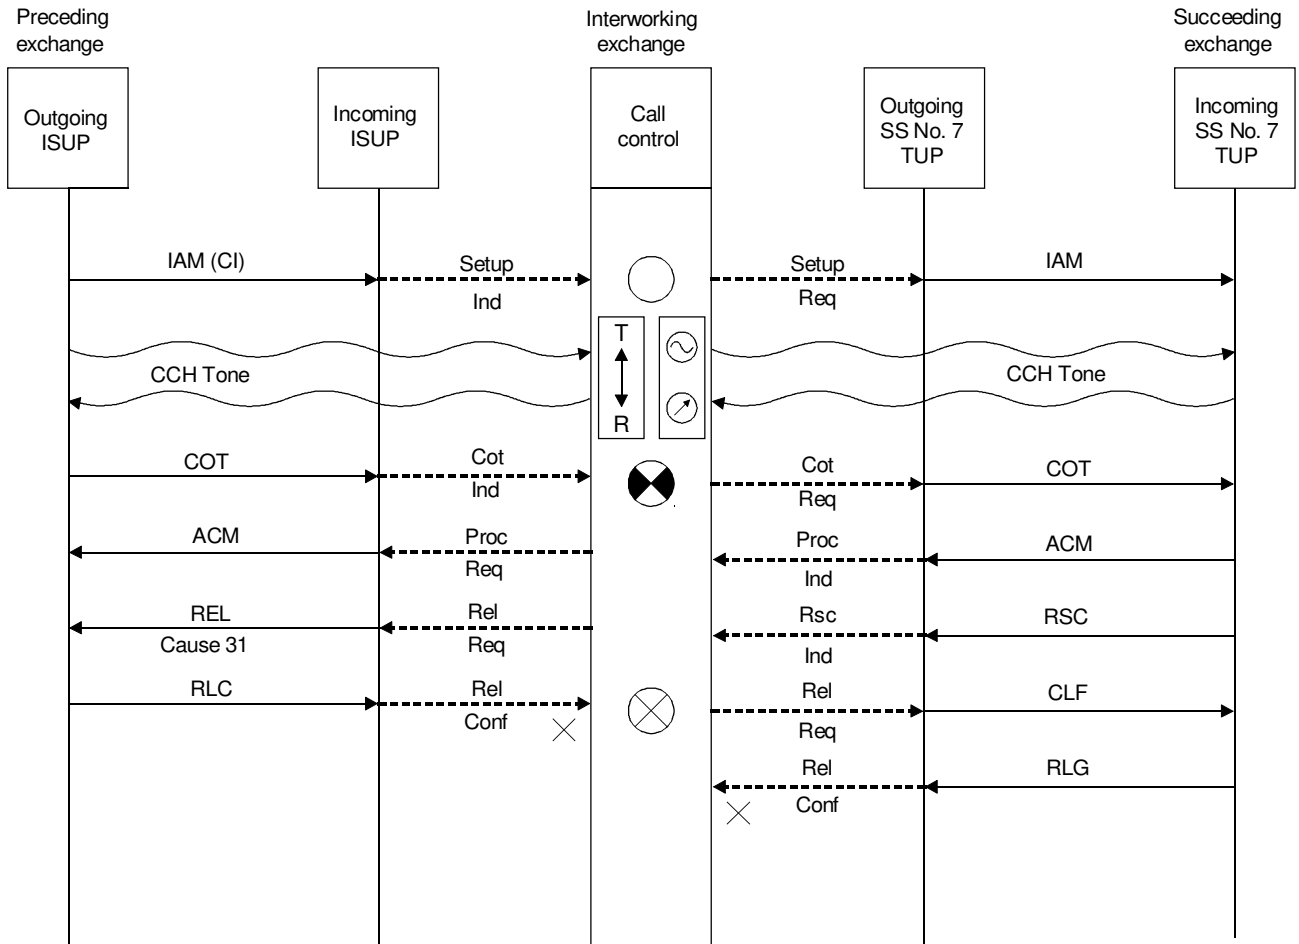 Preceding
exchange
Interworking
exchange
Succeeding
exchange
Outgoing
ISUP
Incoming
ISUP
Call
control
Outgoing
SS No. 7
TUP
Incoming
SS No. 7
TUP
IAM (CI)
Setup
Ind
Setup
Req
IAM
T
R
CCH Tone
CCH Tone
COT
Cot
Ind
Cot
Req
COT
ACM
Proc
Req
Proc
Ind
ACM
REL
Cause 31
Rel
Req
Rsc
Ind
RSC
RLC
Rel
Conf
Rel
Req
CLF
Rel
Conf
RLG